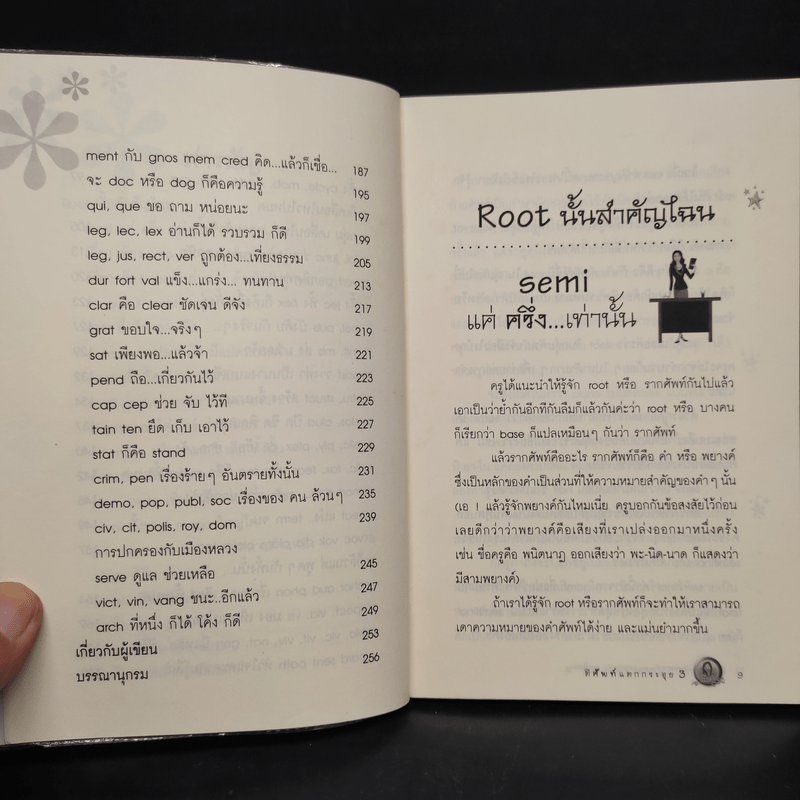 ment กับ gnos mem cred คิด...แล้วก็เชื่อ... 187
จะ doc หรือ dog ก็คือความรู้ 195
qui, que ขอ ถาม หน่อยนะ 197
leg, lec, lex อ่านก็ได้ รวบรวม ก็ดี 199
leg, jus, rect, ver ถูกต้อง...เที่ยงธรรม 205
dur fort val แข็ง...แกร่ง... ทนทาน 213
clar คือ clear ชัดเจน ดีจัง 217
grat ขอบใจ...จริงๆ 219
sat เพียงพอ...แล้วจ้า 221
pend ถือ...เกี่ยวกันไว้ 223
cap cep ช่วย จับ ไว้ที 225
tain ten ยึด เก็บ เอาไว้ 227
stat ก็คือ stand 229
crim, pen เรื่องร้ายๆ อันตรายทั้งนั้น 231
demo, pop, publ, soc เรื่องของ คน ล้วนๆ 235
civ, cit, polis, roy, dom 239
การปกครองกับเมืองหลวง
serve ดูแล ช่วยเหลือ 245
vict, vin, vang ชนะ..อีกแล้ว 247
arch ที่หนึ่ง ก็ได้ โค้ง ก็ดี 249
เกี่ยวกับผู้เขียน 253
บรรณานุกรม 256
Root นั้นสำคัญไฉน
semi
แค่ ครึ่ง...เท่านั้น
ครูได้แนะนำให้รู้จัก root หรือ รากศัพท์กันไปแล้ว
เอาเป็นว่าย้ำกันอีกทีกันลืมก็แล้วกันค่ะว่า root หรือ บางคน
ก็เรียกว่า base ก็แปลเหมือนๆ กันว่า รากศัพท์
แล้วรากศัพท์คืออะไร รากศัพท์ก็คือ คำ หรือ พยางค์
ซึ่งเป็นหลักของคำเป็นส่วนที่ให้ความหมายสำคัญของคำๆ นั้น
(เอ ! แล้วรู้จักพยางค์กันไหมเนี่ย ครูบอกกันข้อสงสัยไว้ก่อน
เลยดีกว่าว่าพยางค์คือเสียงที่เราเปล่งออกมาหนึ่งครั้ง
เช่น ชื่อครูคือ พนิตนาฏ ออกเสียงว่า พะ-นิด-นาด ก็แสดงว่า
มีสามพยางค์)
ถ้าเราได้รู้จัก root หรือรากศัพท์ก็จะทำให้เราสามารถ
เดาความหมายของคำศัพท์ได้ง่าย และแม่นยำมากขึ้น
ทิศัพท์แตกกระจุย 3 9